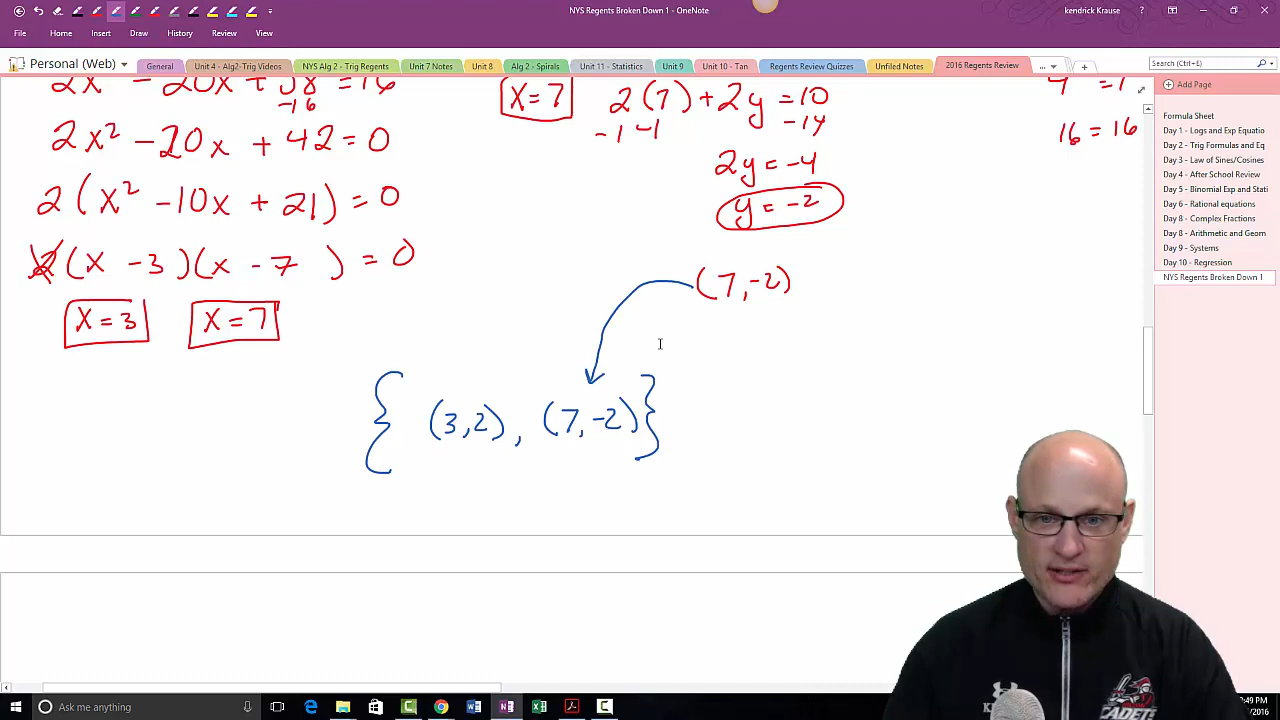 NYS Regents Broken Down 1 - OneNote
kendrick Krause
File Home Insert Draw History Review View
Personal (Web) General Unit 4 - Alg2-Trig Videos NYS Alg 2 - Trig Regents Unit 7 Notes Unit 8 Alg 2 - Spirals Unit 11 - Statistics Unit 9 Unit 10 - Tan Regents Review Quizzes Unfiled Notes 2016 Regents Review ...
Search (Ctrl+E)
Add Page
Formula Sheet
Day 1 - Logs and Exp Equatio
Day 2 - Trig Formulas and Eq
Day 3 - Law of Sines/Cosines
Day 4 - After School Review
Day 5 - Binomial Exp and Stati
Day 6 - Rational equations
Day 8 - Complex Fractions
Day 8 - Arithmetic and Geom
Day 9 - Systems
Day 10 - Regression
NYS Regents Broken Down 1
-16
2x² -20x + 42 = 0
2(x² -10x + 21) = 0
2(x -3)(x -7 ) = 0
x = 3 x = 7
x = 7 2(7) + 2y = 10
-14 -14
2y = -4
y = -2
16 = 16
(7,-2)
{ (3,2), (7,-2)}
Ask me anything
CADETS